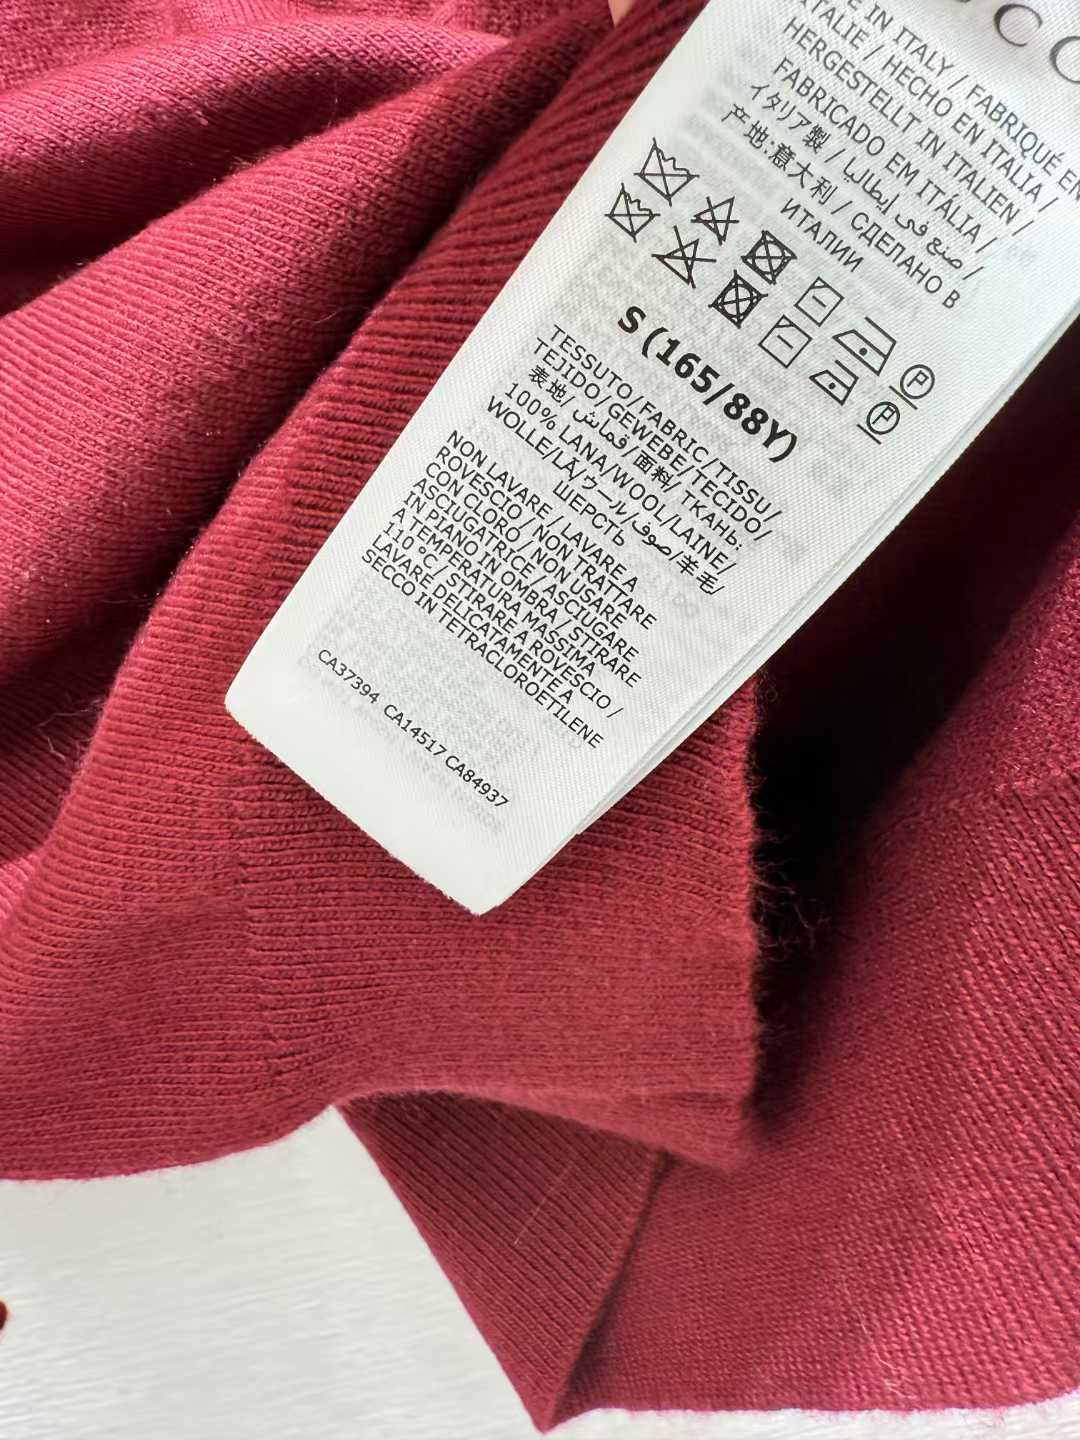 UCC
E IN ITALY / FABRIQUÉ EN
ITALIE / HECHO EN ITALIA /
HERGESTELLT IN ITALIEN /
FABRICADO EM ITÁLIA /
イタリア製 / صنع في إيطاليا /
产地:意大利 / СДЕЛАНО В
ИТАЛИИ
P
P
S (165/88Y)
TESSUTO/FABRIC/TISSU/
TEJIDO/GEWEBE/TECIDO/
表地/قماش/面料/ТКАНЬ:
100% LANA/WOOL/LAINE/
WOLLE/LÃ/ウール/صوف/羊毛/
ШЕРСТЬ
NON LAVARE / LAVARE A
ROVESCIO / NON TRATTARE
CON CLORO / NON USARE
ASCIUGATRICE / ASCIUGARE
IN PIANO IN OMBRA / STIRARE
A TEMPERATURA MASSIMA
110 °C / STIRARE A ROVESCIO /
LAVARE DELICATAMENTE A
SECCO IN TETRACLOROETILENE
CA37394 CA14517 CA84937